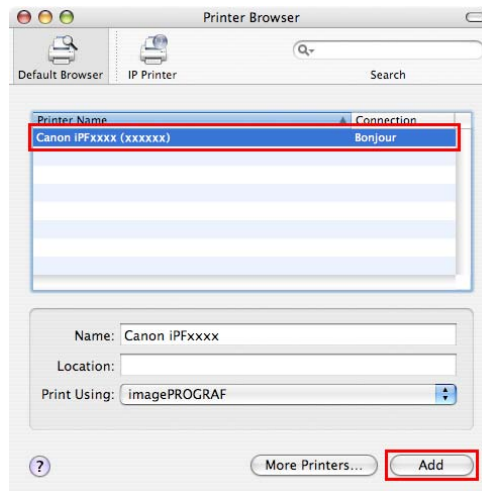 Printer Browser
Default Browser IP Printer Search
Printer Name Connection
Canon iPFxxxx (xxxxxx) Bonjour
Name: Canon iPFxxxx
Location:
Print Using: imagePROGRAF
? More Printers... Add